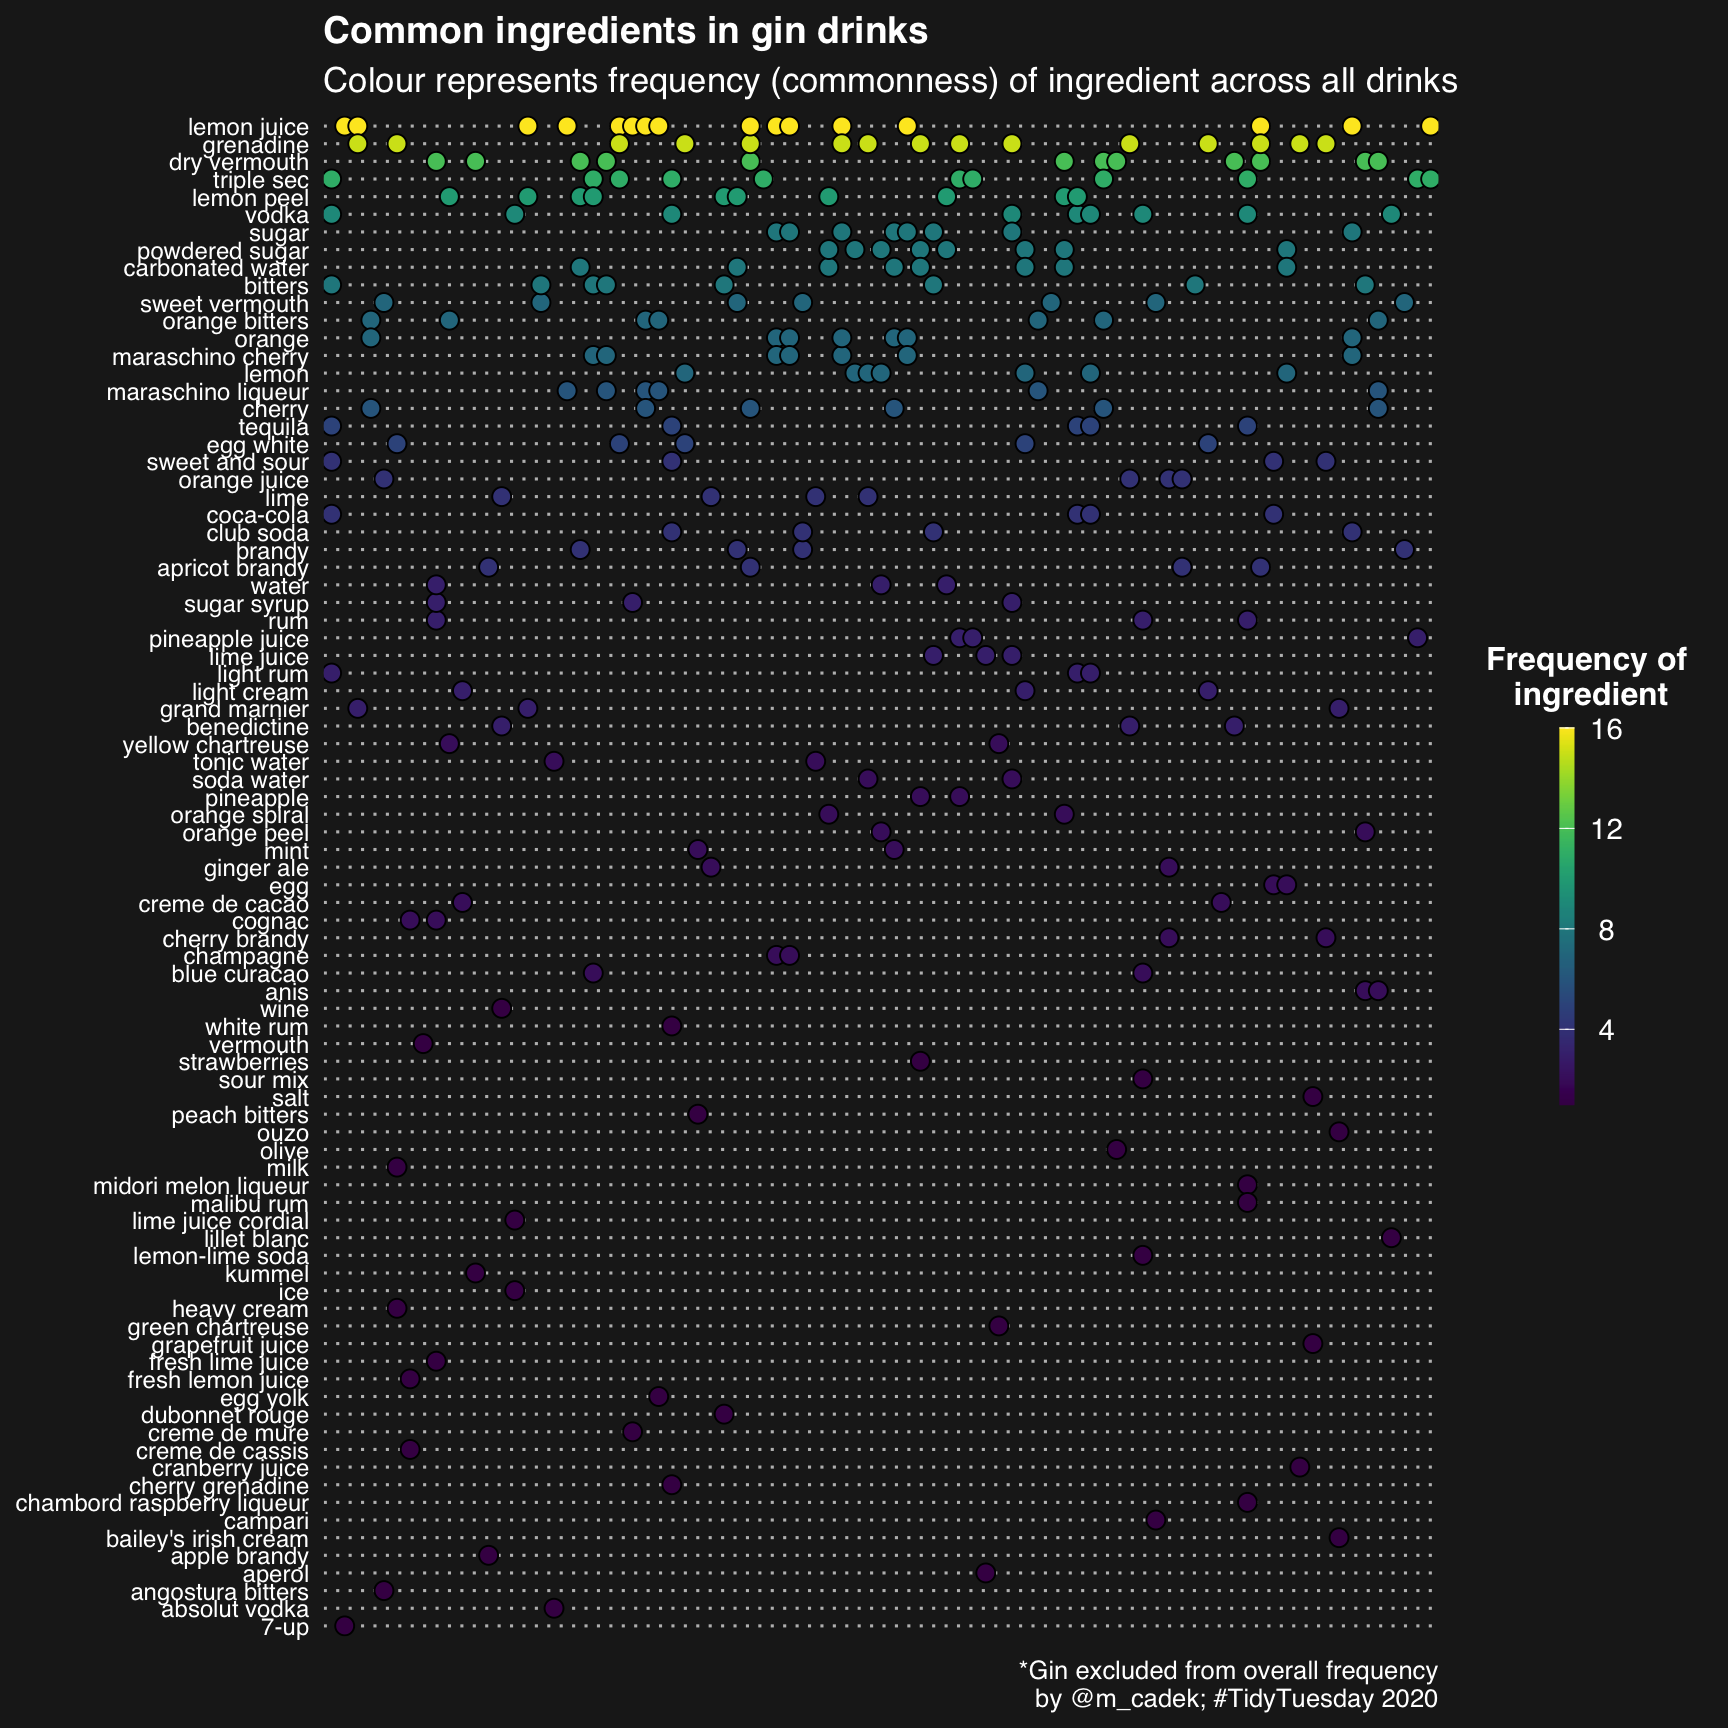 Common ingredients in gin drinks
Colour represents frequency (commonness) of ingredient across all drinks
lemon juice
grenadine
dry vermouth
triple sec
lemon peel
vodka
sugar
powdered sugar
carbonated water
bitters
sweet vermouth
orange bitters
orange
maraschino cherry
lemon
maraschino liqueur
cherry
tequila
egg white
sweet and sour
orange juice
lime
coca-cola
club soda
brandy
apricot brandy
water
sugar syrup
rum
pineapple juice
lime juice
light rum
light cream
grand marnier
benedictine
yellow chartreuse
tonic water
soda water
pineapple
orange spiral
orange peel
mint
ginger ale
egg
creme de cacao
cognac
cherry brandy
champagne
blue curacao
anis
wine
white rum
vermouth
strawberries
sour mix
salt
peach bitters
ouzo
olive
milk
midori melon liqueur
malibu rum
lime juice cordial
lillet blanc
lemon-lime soda
kummel
ice
heavy cream
green chartreuse
grapefruit juice
fresh lime juice
fresh lemon juice
egg yolk
dubonnet rouge
creme de mure
creme de cassis
cranberry juice
cherry grenadine
chambord raspberry liqueur
campari
bailey's irish cream
apple brandy
aperol
angostura bitters
absolut vodka
7-up
Frequency of
ingredient
16
12
8
4
*Gin excluded from overall frequency
by @m_cadek; #TidyTuesday 2020